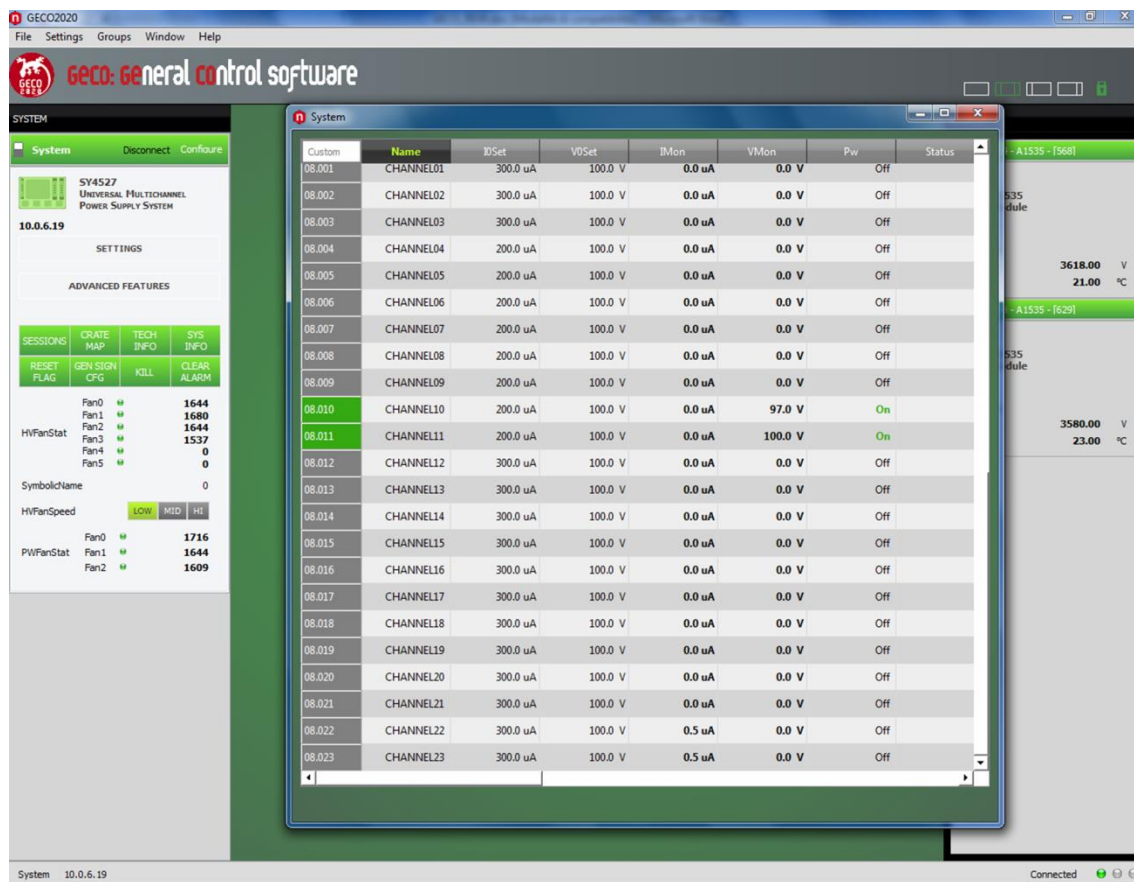 GECO2020
File Settings Groups Window Help
GECO 2020
GECO: GEneral COntrol software
SYSTEM
System Disconnect Configure
SY4527
UNIVERSAL MULTICHANNEL
POWER SUPPLY SYSTEM
10.0.6.19
SETTINGS
ADVANCED FEATURES
SESSIONS CRATE MAP TECH INFO SYS INFO
RESET FLAG GEN SIGN CFG KILL CLEAR ALARM
HVFanStat
Fan0 1644
Fan1 1680
Fan2 1644
Fan3 1537
Fan4 0
Fan5 0
SymbolicName 0
HVFanSpeed LOW MID HI
PWFanStat
Fan0 1716
Fan1 1644
Fan2 1609
System
Custom Name I0Set V0Set IMon VMon Pw Status
08.001 CHANNEL01 300.0 uA 100.0 V 0.0 uA 0.0 V Off
08.002 CHANNEL02 300.0 uA 100.0 V 0.0 uA 0.0 V Off
08.003 CHANNEL03 300.0 uA 100.0 V 0.0 uA 0.0 V Off
08.004 CHANNEL04 200.0 uA 100.0 V 0.0 uA 0.0 V Off
08.005 CHANNEL05 200.0 uA 100.0 V 0.0 uA 0.0 V Off
08.006 CHANNEL06 200.0 uA 100.0 V 0.0 uA 0.0 V Off
08.007 CHANNEL07 200.0 uA 100.0 V 0.0 uA 0.0 V Off
08.008 CHANNEL08 200.0 uA 100.0 V 0.0 uA 0.0 V Off
08.009 CHANNEL09 200.0 uA 100.0 V 0.0 uA 0.0 V Off
08.010 CHANNEL10 200.0 uA 100.0 V 0.0 uA 97.0 V On
08.011 CHANNEL11 200.0 uA 100.0 V 0.0 uA 100.0 V On
08.012 CHANNEL12 300.0 uA 100.0 V 0.0 uA 0.0 V Off
08.013 CHANNEL13 300.0 uA 100.0 V 0.0 uA 0.0 V Off
08.014 CHANNEL14 300.0 uA 100.0 V 0.0 uA 0.0 V Off
08.015 CHANNEL15 300.0 uA 100.0 V 0.0 uA 0.0 V Off
08.016 CHANNEL16 300.0 uA 100.0 V 0.0 uA 0.0 V Off
08.017 CHANNEL17 300.0 uA 100.0 V 0.0 uA 0.0 V Off
08.018 CHANNEL18 300.0 uA 100.0 V 0.0 uA 0.0 V Off
08.019 CHANNEL19 300.0 uA 100.0 V 0.0 uA 0.0 V Off
08.020 CHANNEL20 300.0 uA 100.0 V 0.0 uA 0.0 V Off
08.021 CHANNEL21 300.0 uA 100.0 V 0.0 uA 0.0 V Off
08.022 CHANNEL22 300.0 uA 100.0 V 0.5 uA 0.0 V Off
08.023 CHANNEL23 300.0 uA 100.0 V 0.5 uA 0.0 V Off
- A1535 - [568]
535
dule
3618.00 V
21.00 °C
- A1535 - [629]
535
dule
3580.00 V
23.00 °C
System 10.0.6.19 Connected